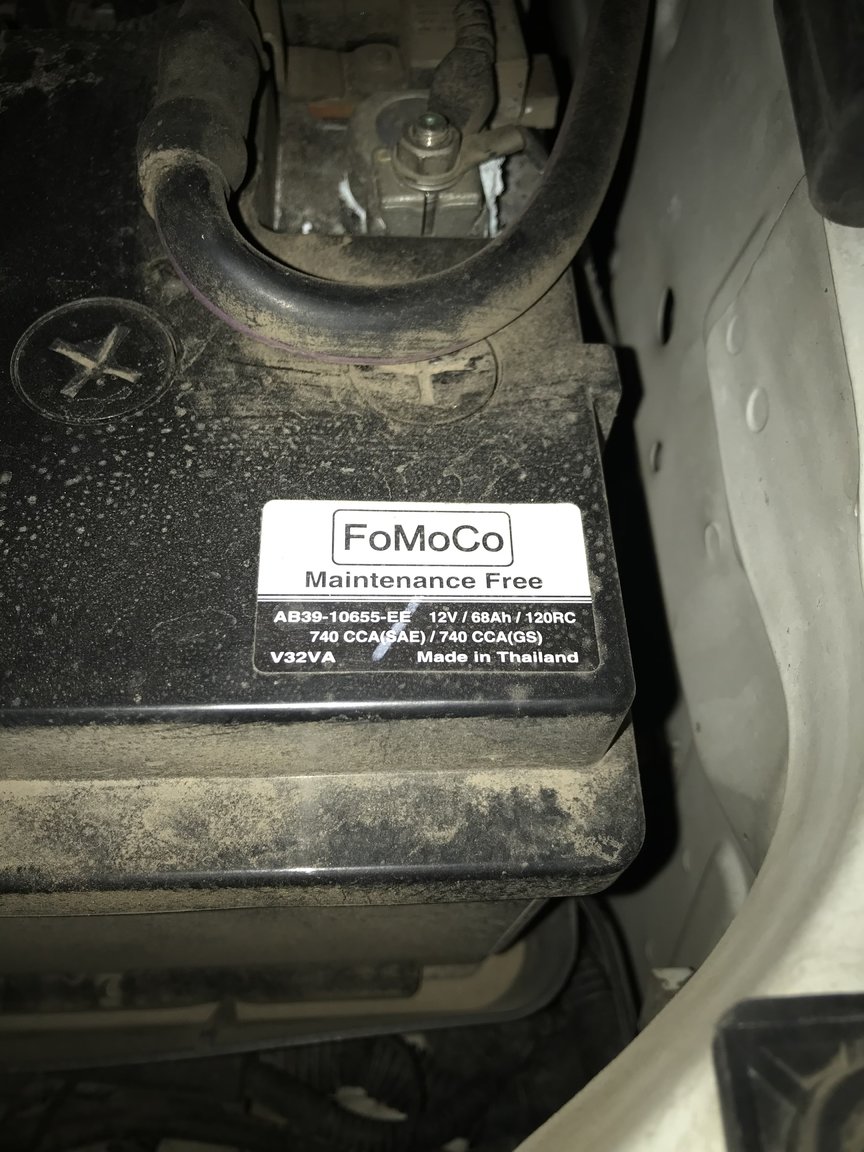 FoMoCo
Maintenance Free
AB39-10655-EE 12V / 68Ah / 120RC
740 CCA(SAE) / 740 CCA(GS)
V32VA Made in Thailand